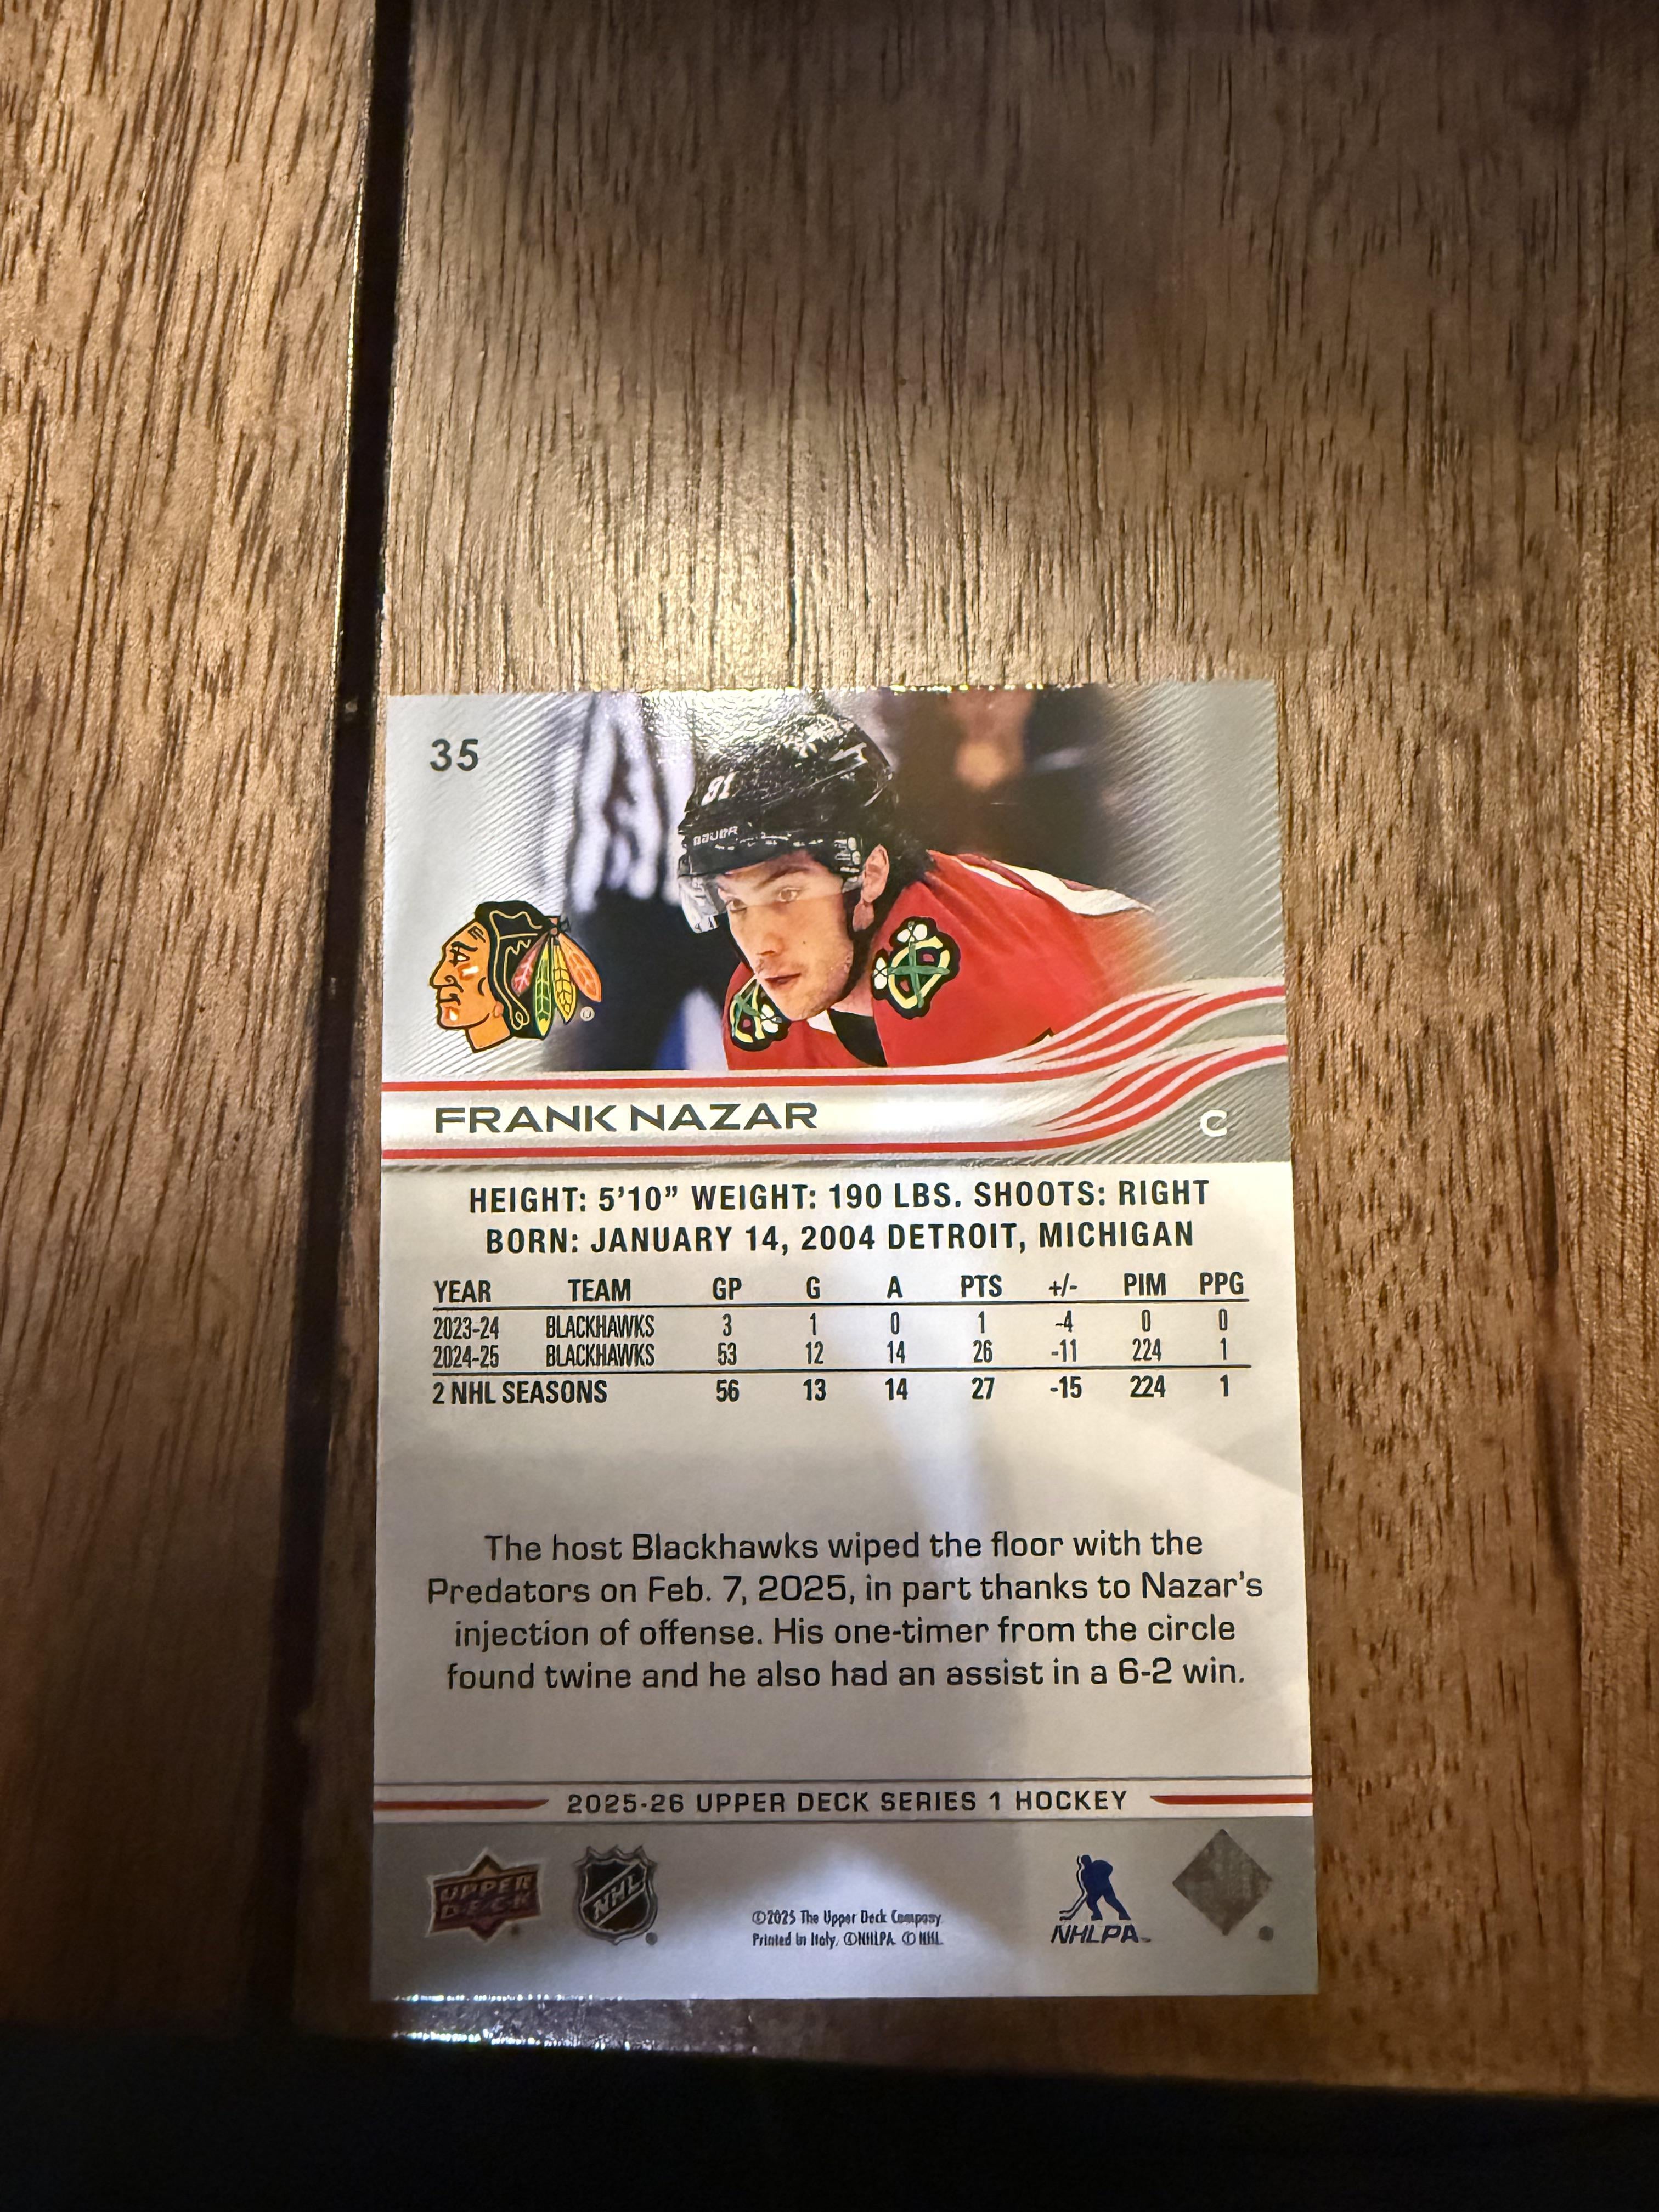 35
81
BAUER
®
FRANK NAZAR
C
HEIGHT: 5'10" WEIGHT: 190 LBS. SHOOTS: RIGHT
BORN: JANUARY 14, 2004 DETROIT, MICHIGAN
YEAR TEAM GP G A PTS +/- PIM PPG
2023-24 BLACKHAWKS 3 1 0 1 -4 0 0
2024-25 BLACKHAWKS 53 12 14 26 -11 224 1
2 NHL SEASONS 56 13 14 27 -15 224 1
The host Blackhawks wiped the floor with the
Predators on Feb. 7, 2025, in part thanks to Nazar's
injection of offense. His one-timer from the circle
found twine and he also had an assist in a 6-2 win.
2025-26 UPPER DECK SERIES 1 HOCKEY
UPPER
DECK
NHL
©2025 The Upper Deck Company.
Printed in Italy. ©NHLPA. © NHL.
NHLPA